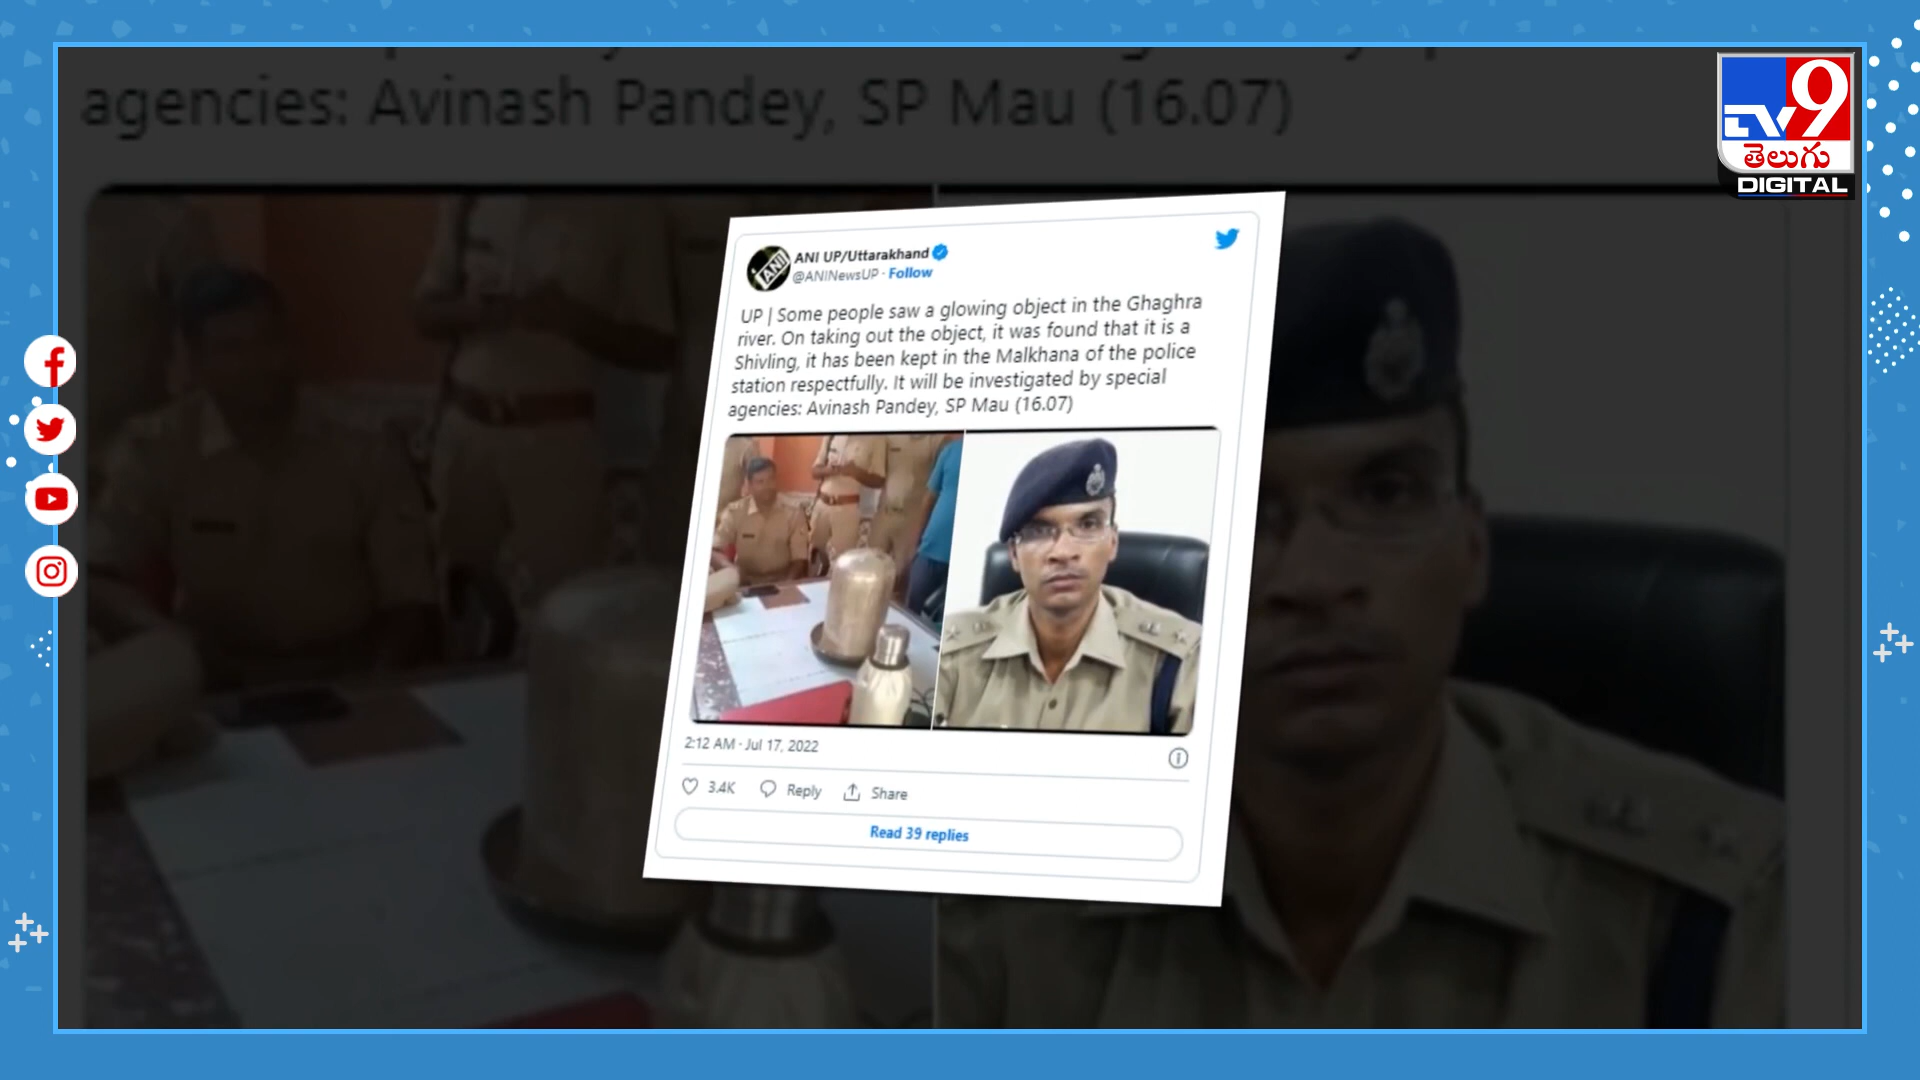 agencies: Avinash Pandey, SP Mau (16.07)
TV9
తెలుగు
DIGITAL
ANI
ANI UP/Uttarakhand
@ANINewsUP · Follow
UP | Some people saw a glowing object in the Ghaghra
river. On taking out the object, it was found that it is a
Shivling, it has been kept in the Malkhana of the police
station respectfully. It will be investigated by special
agencies: Avinash Pandey, SP Mau (16.07)
2:12 AM · Jul 17, 2022
3.4K Reply Share
Read 39 replies